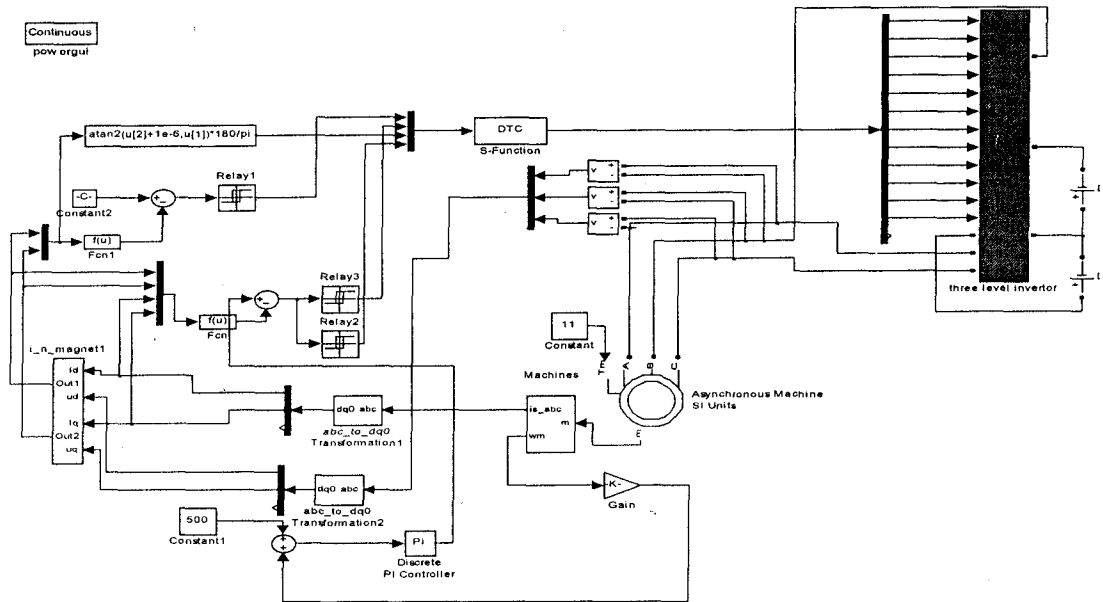 Continuous
pow ergui
atan2(u[2]+1e-6,u[1])*180/pi
DTC
S-Function
Relay1
-C-
Constant2
f(u)
Fcn1
v
+
-
v
+
-
v
+
-
three level invertor
Relay3
f(u)
Fcn
Relay2
11
Constant
Tm
A
B
C
i_n_magnet1
Id
Out1
ud
Iq
Out2
uq
Machines
is_abc
m
wm
Asynchronous Machine
SI Units
dq0 abc
abc_to_dq0
Transformation1
dq0 abc
abc_to_dq0
Transformation2
-K-
Gain
500
Constant1
PI
Discrete
PI Controller